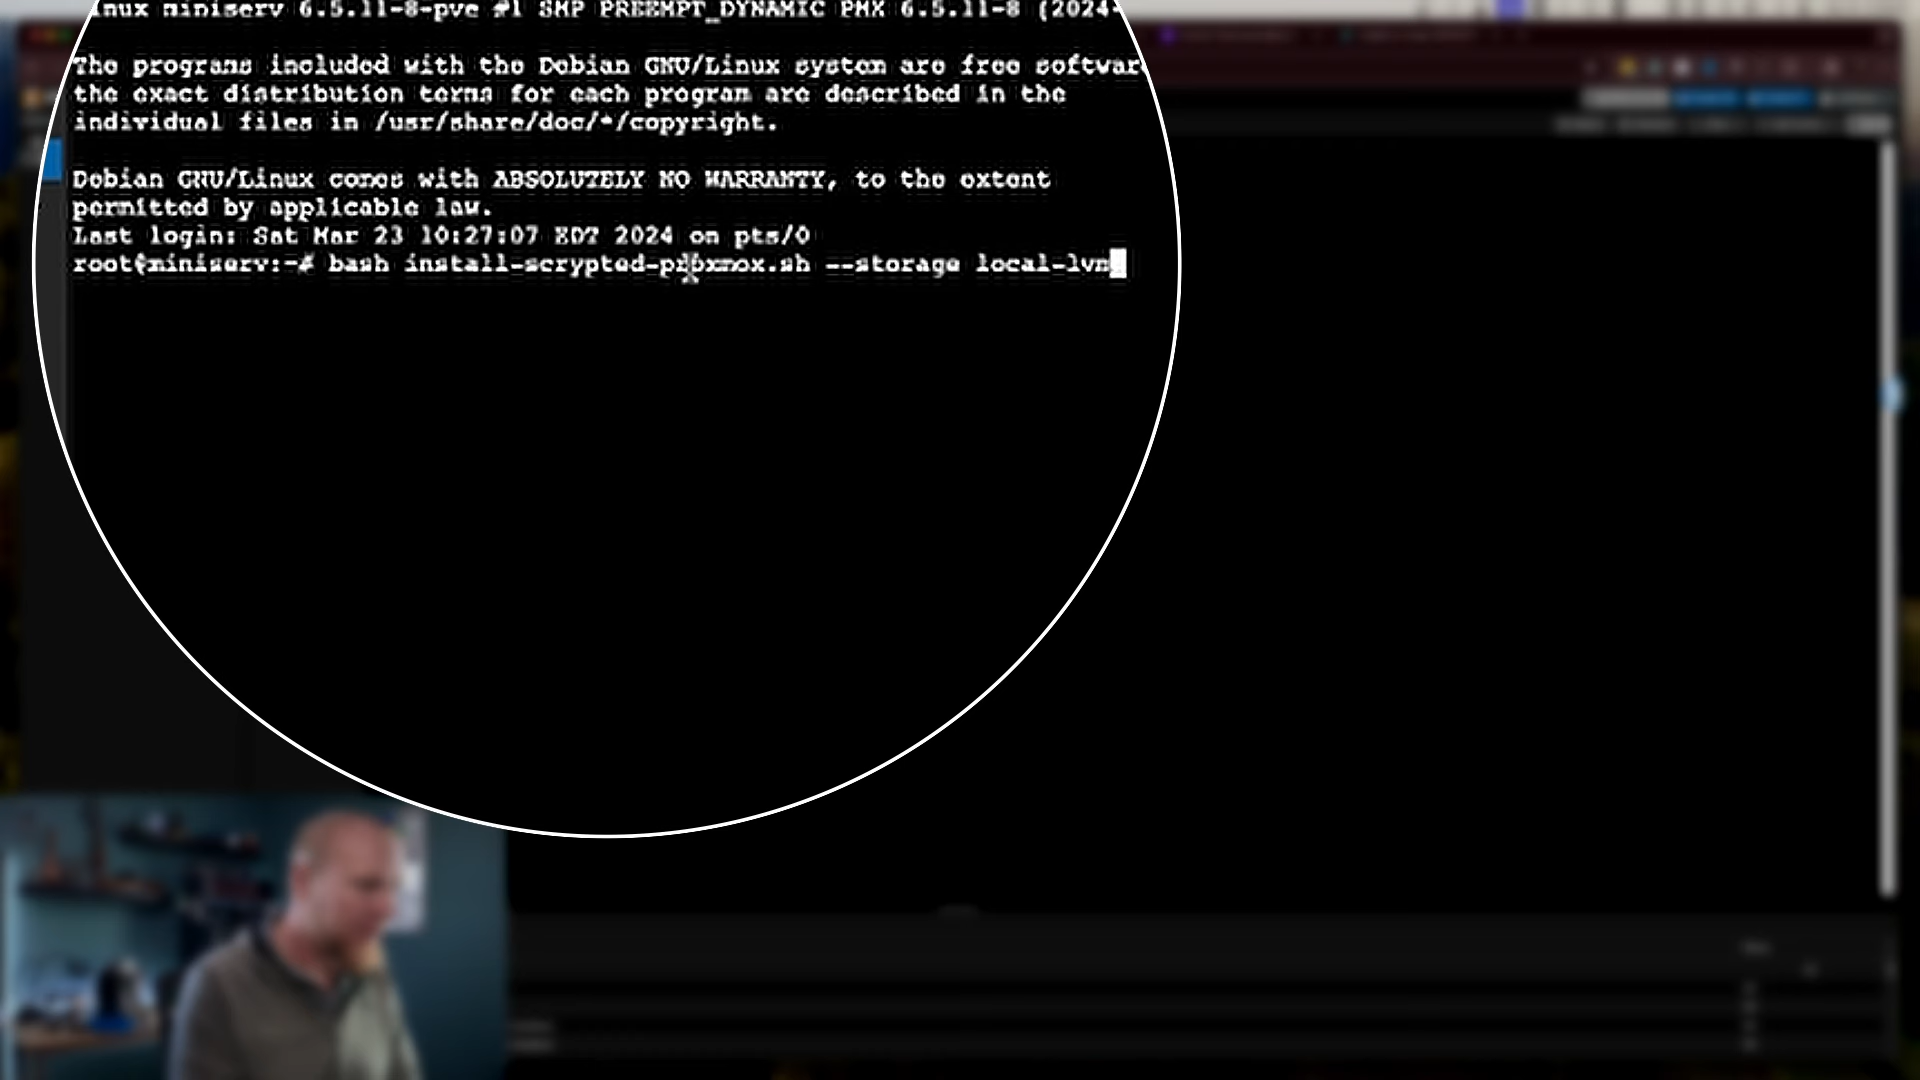 inux miniserv 6.5.11-8-pve #1 SMP PREEMPT_DYNAMIC PMX 6.5.11-8 (2024-
The programs included with the Debian GNU/Linux system are free softwar
the exact distribution terms for each program are described in the
individual files in /usr/share/doc/*/copyright.
Debian GNU/Linux comes with ABSOLUTELY NO WARRANTY, to the extent
permitted by applicable law.
Last login: Sat Mar 23 10:27:07 EDT 2024 on pts/0
root@miniserv:~# bash install-scrypted-proxmox.sh --storage local-lvm